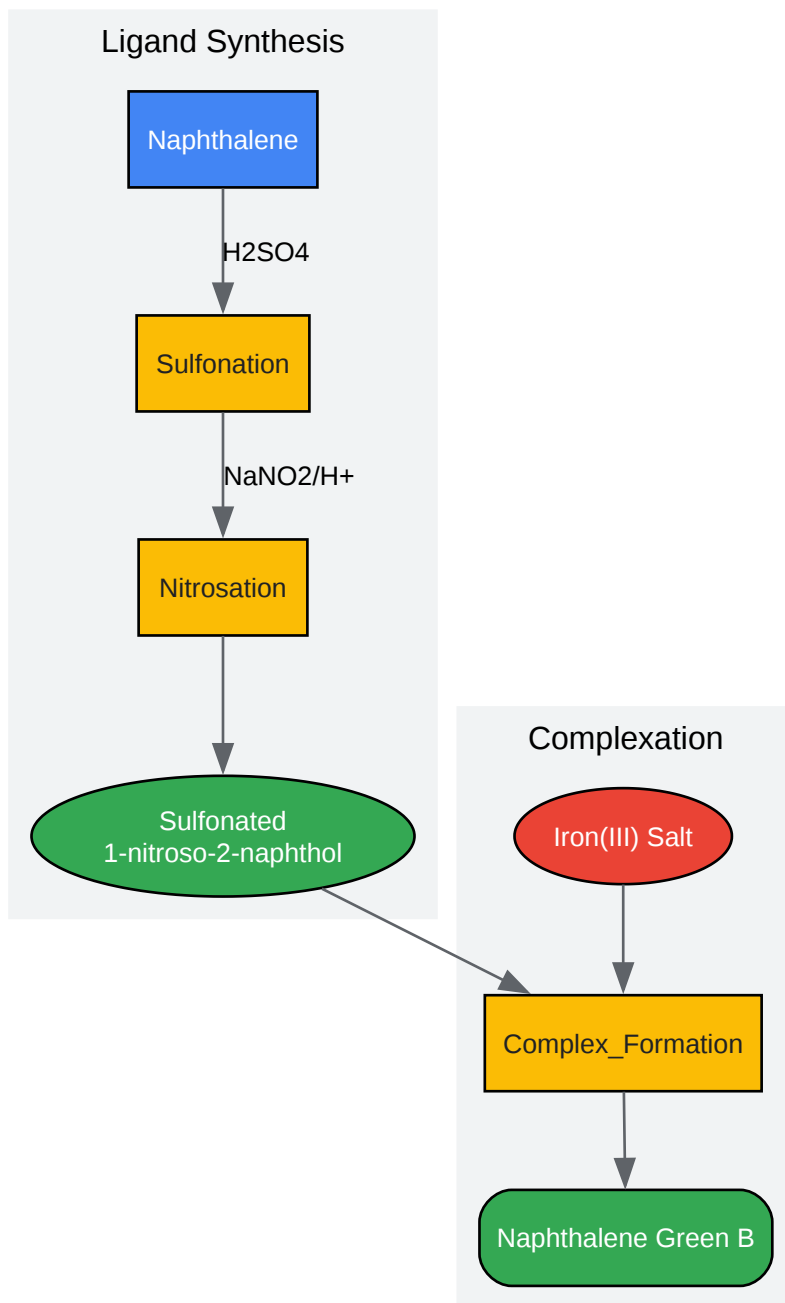 Ligand Synthesis
Naphthalene
H2SO4
Sulfonation
NaNO2/H+
Nitrosation
Sulfonated
1-nitroso-2-naphthol
Complexation
Iron(III) Salt
Complex_Formation
Naphthalene Green B